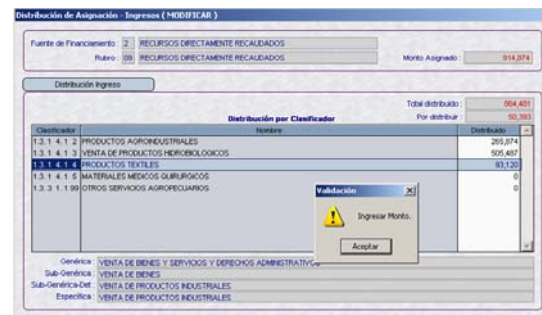 Distribución de Asignación - Ingresos ( MODIFICAR )
Fuente de Financiamiento : 2 RECURSOS DIRECTAMENTE RECAUDADOS
Rubro : 09 RECURSOS DIRECTAMENTE RECAUDADOS Monto Asignado : 914,874
Distribución Ingreso
Total distribuido : 864,481
Distribución por Clasificador Por distribuir : 50,393
Clasificador Nombre Distribuido
1.3. 1 4. 1 2 PRODUCTOS AGROINDUSTRIALES 265,874
1.3. 1 4. 1 3 VENTA DE PRODUCTOS HIDROBIOLOGICOS 505,487
1.3. 1 4. 1 4 PRODUCTOS TEXTILES 93,120
1.3. 1 4. 1 5 MATERIALES MEDICOS QUIRURGICOS 0
1.3. 3 1. 1 99 OTROS SERVICIOS AGROPECUARIOS 0
Validación
Ingresar Monto.
Aceptar
Genérica : VENTA DE BIENES Y SERVICIOS Y DERECHOS ADMINISTRATIVOS
Sub-Genérica : VENTA DE BIENES
Sub-Genérica-Det : VENTA DE PRODUCTOS INDUSTRIALES
Específica : VENTA DE PRODUCTOS INDUSTRIALES